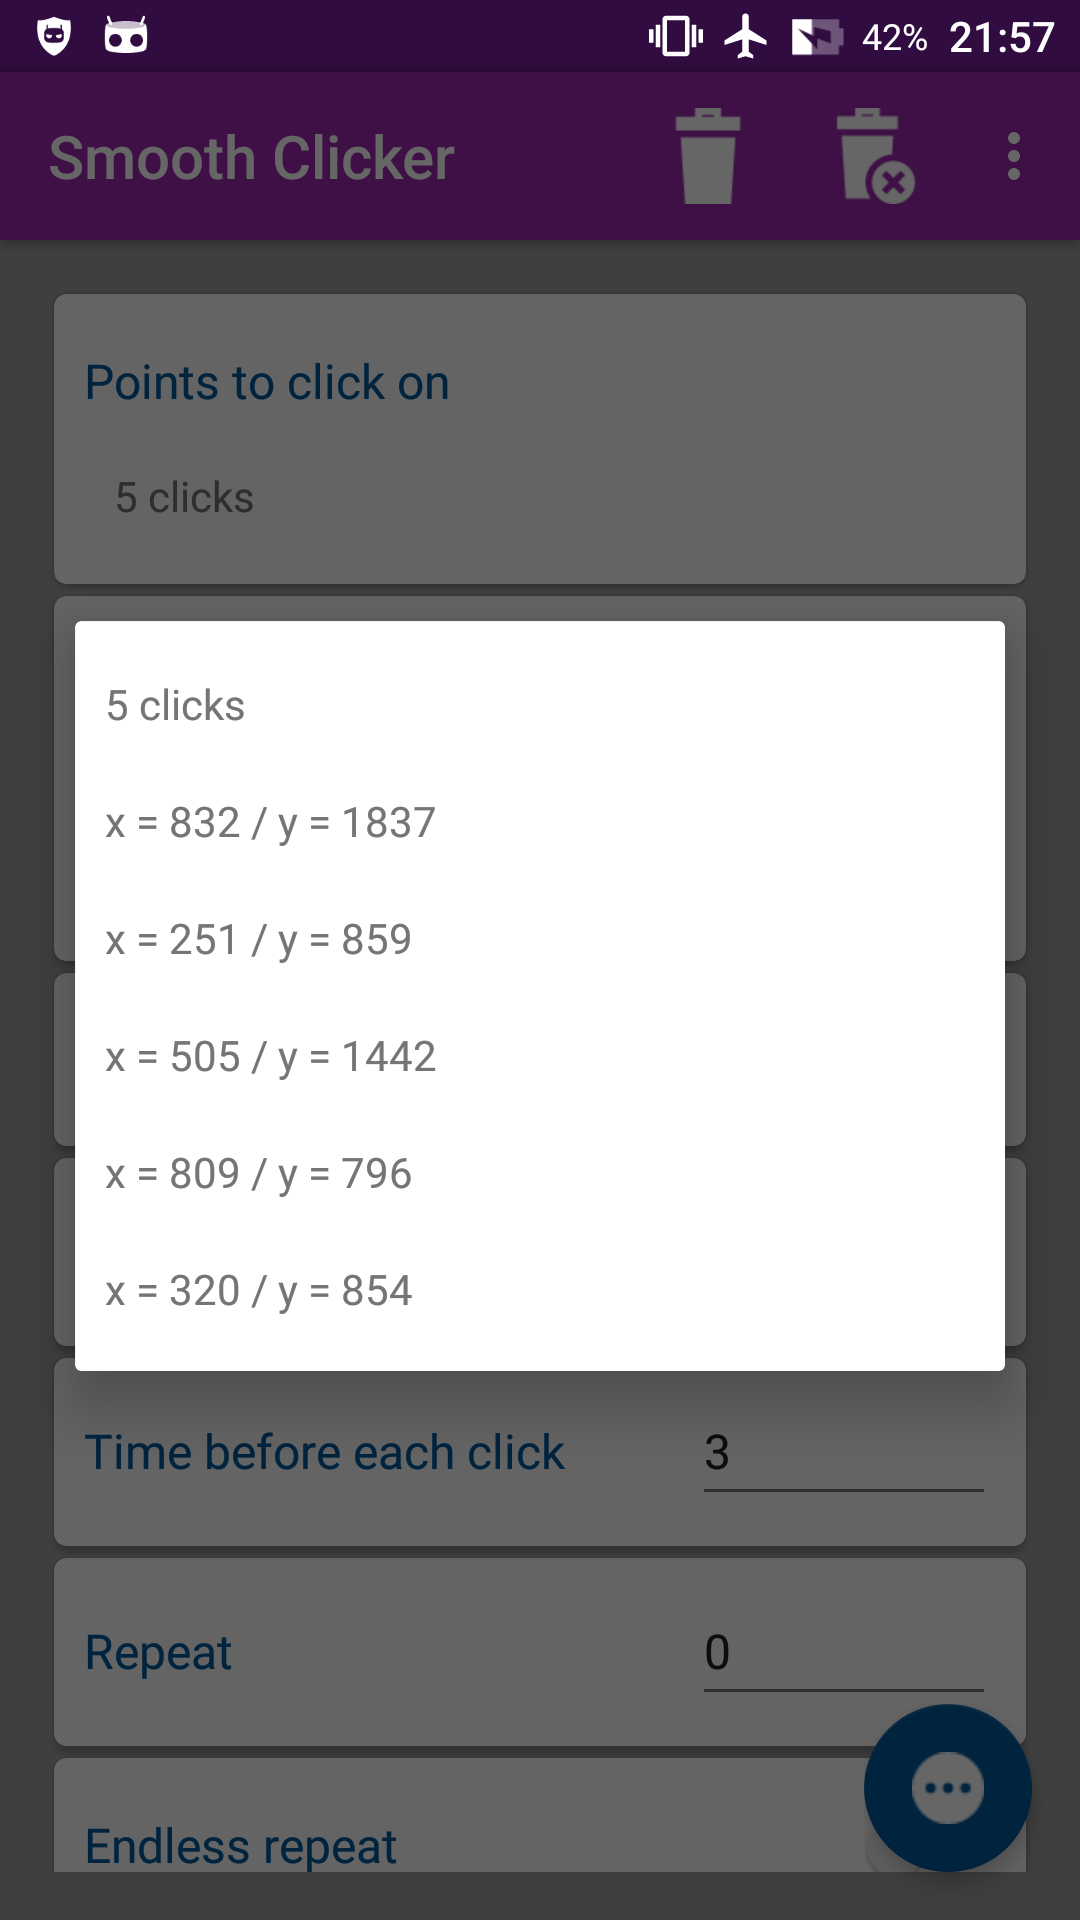 42% 21:57
Smooth Clicker
Points to click on
5 clicks
5 clicks
x = 832 / y = 1837
x = 251 / y = 859
x = 505 / y = 1442
x = 809 / y = 796
x = 320 / y = 854
Time before each click 3
Repeat 0
Endless repeat